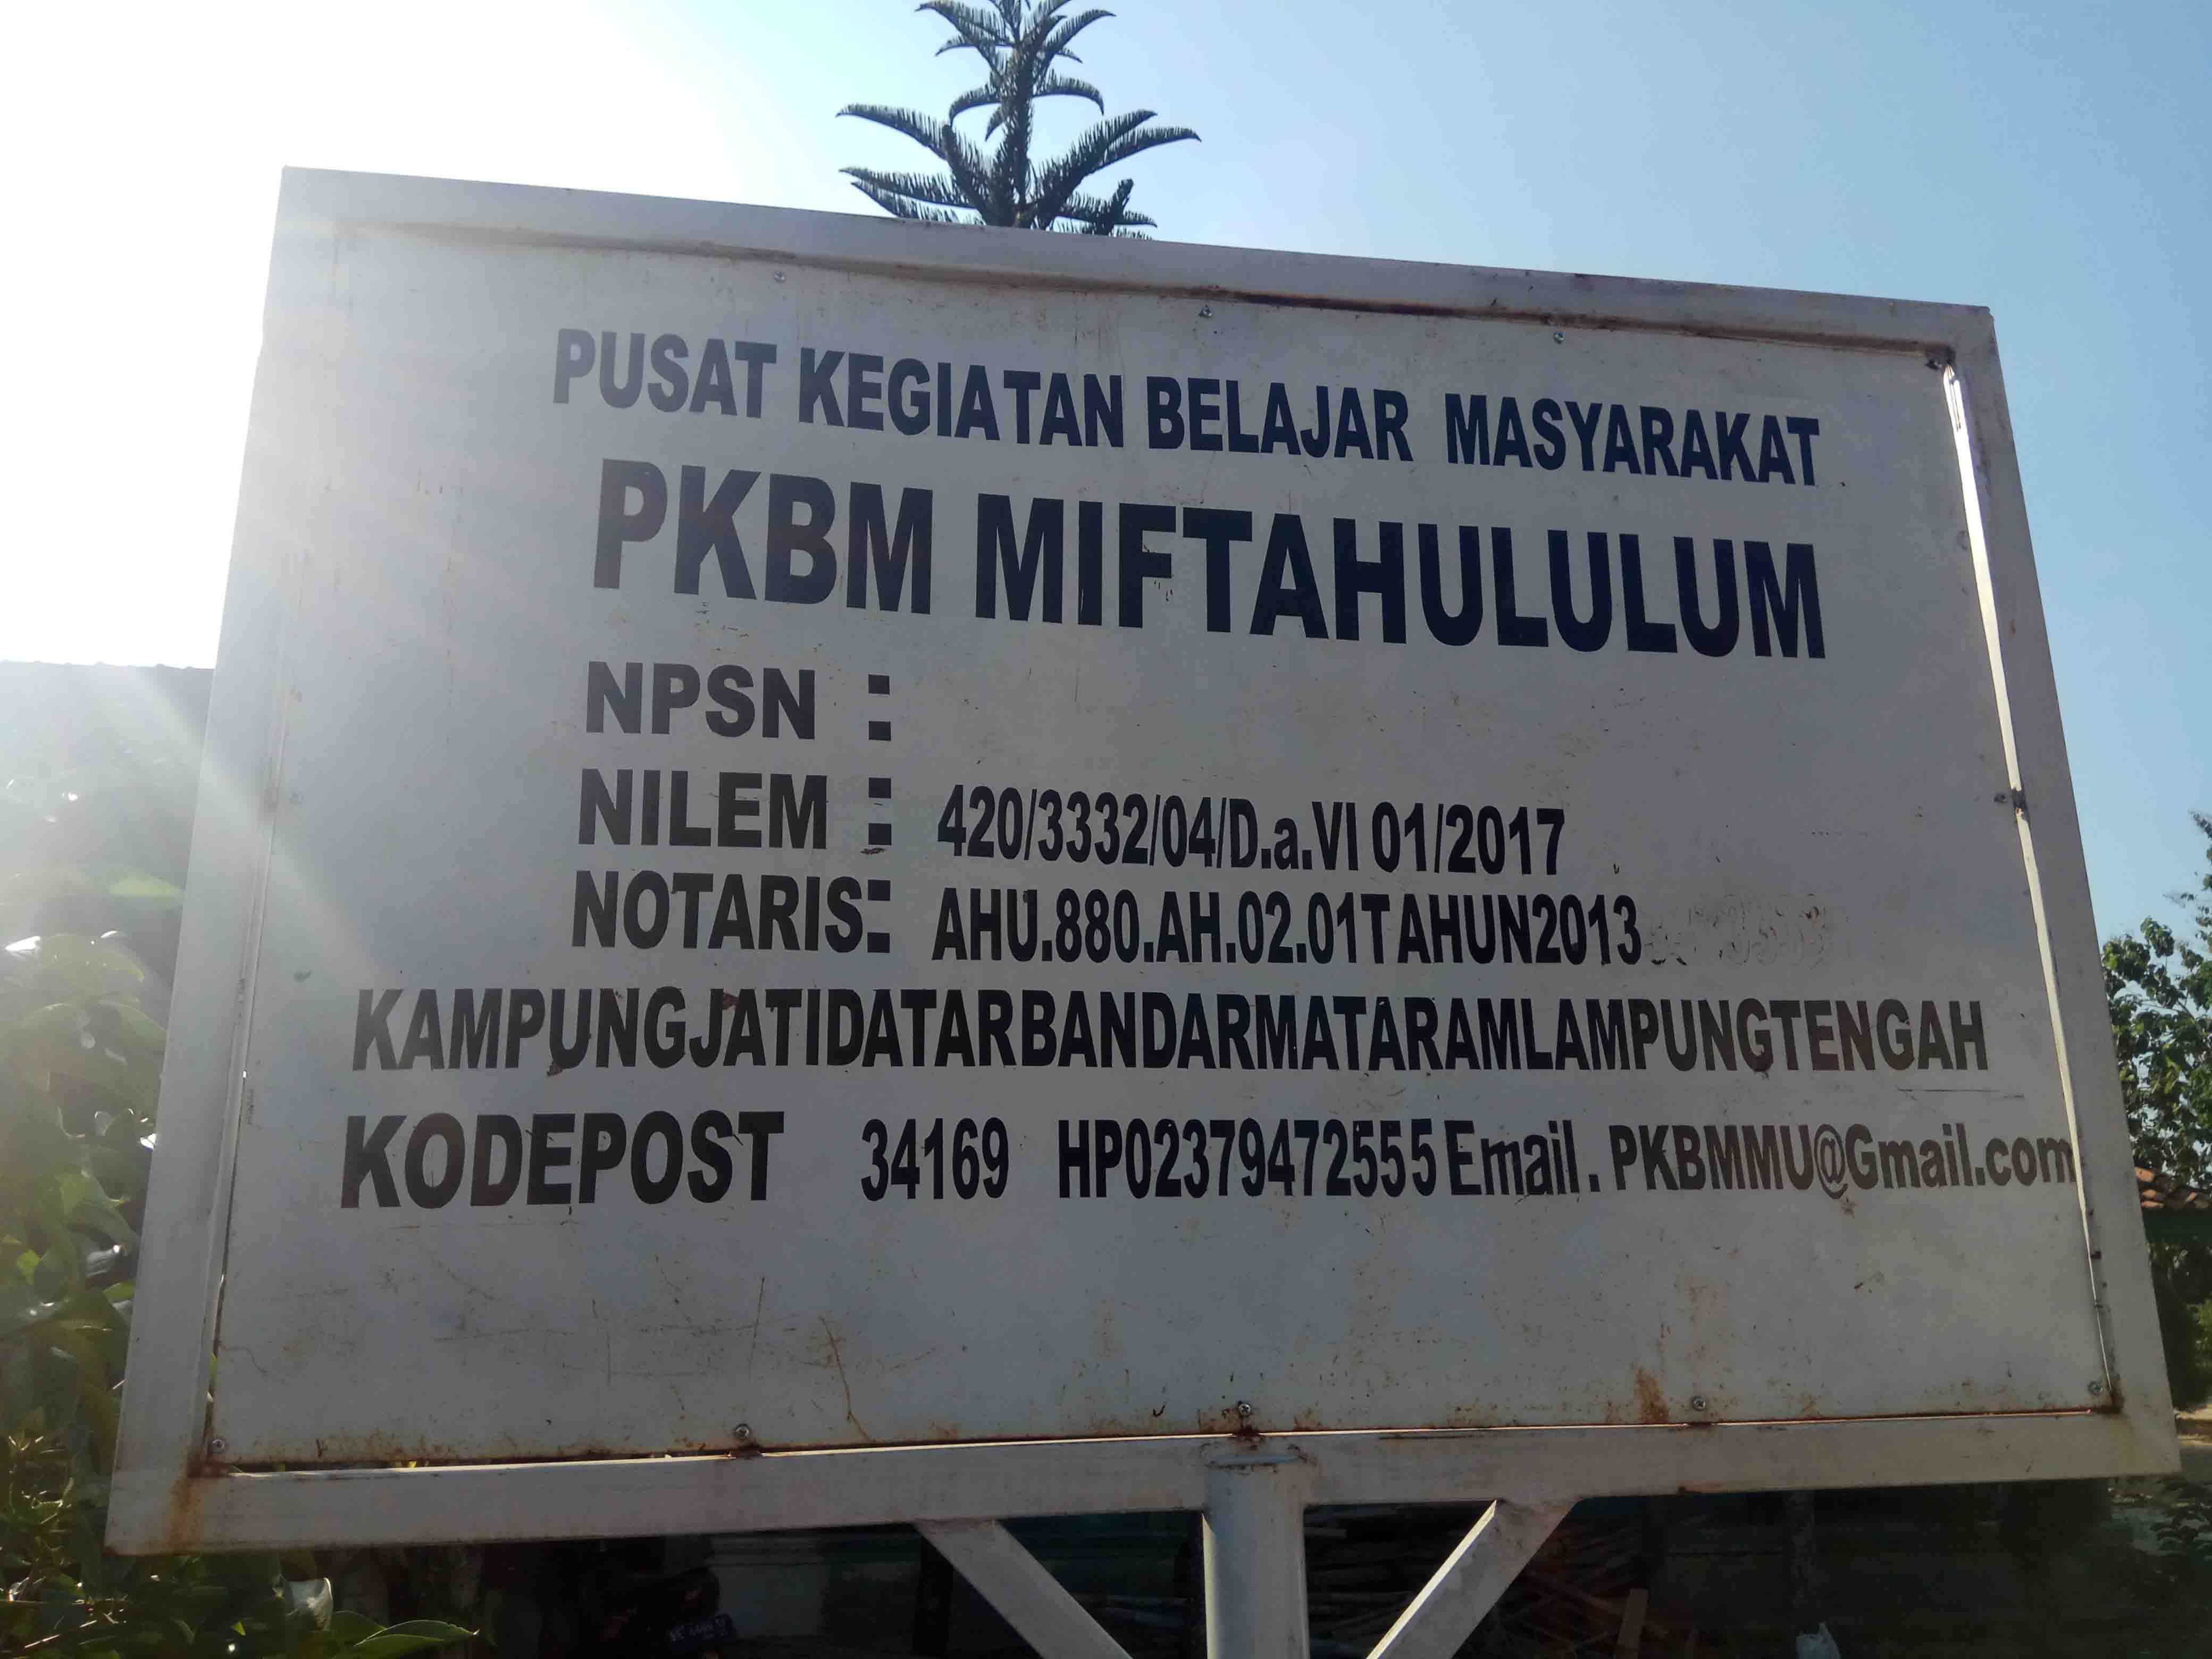 PUSAT KEGIATAN BELAJAR MASYARAKAT
PKBM MIFTAHULULUM
NPSN :
NILEM : 420/3332/04/D.a.VI 01/2017
NOTARIS: AHU.880.AH.02.01TAHUN2013
KAMPUNGJATIDATARBANDARMATARAMLAMPUNGTENGAH
KODEPOST 34169 HP02379472555 Email. PKBMMU@Gmail.com